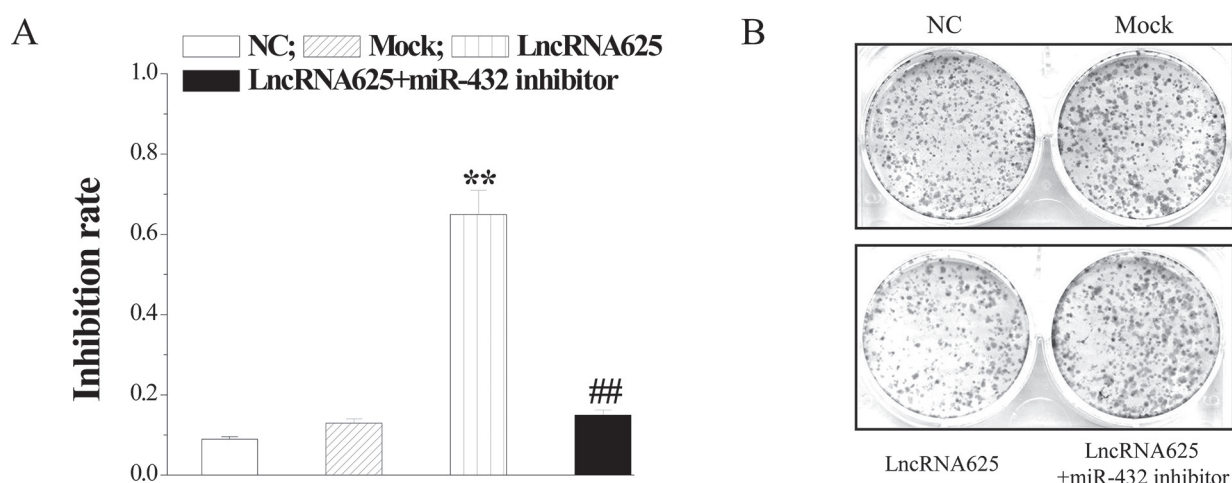 A
NC; Mock; LncRNA625
LncRNA625+miR-432 inhibitor
Inhibition rate
1.0
0.8
0.6
0.4
0.2
0.0
**
##
B
NC Mock
LncRNA625
LncRNA625
+miR-432 inhibitor